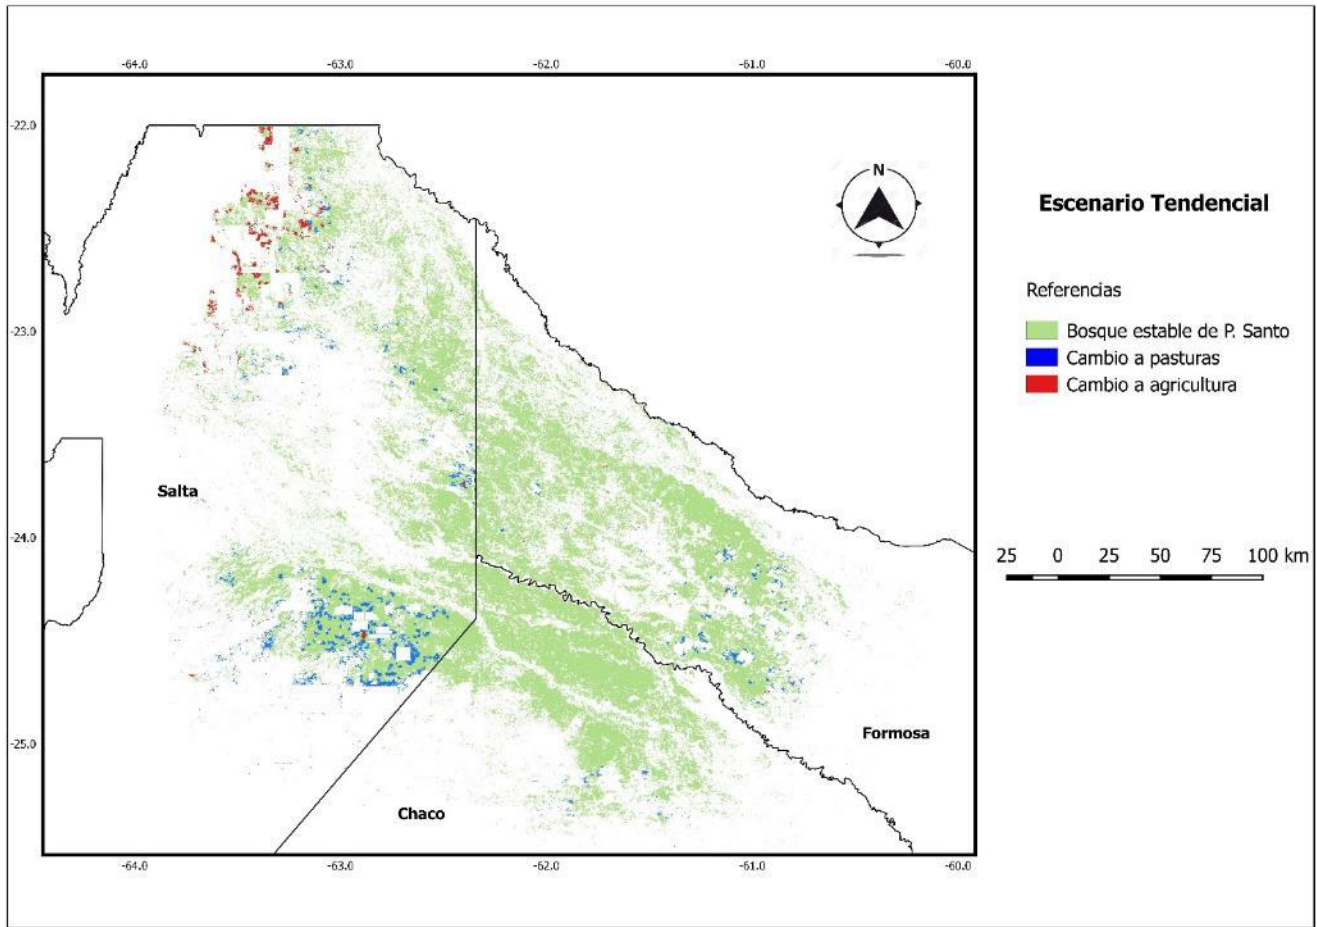 -64.0 -63.0 -62.0 -61.0 -60.0
-22.0
N
Escenario Tendencial
Referencias
Bosque estable de P. Santo
-23.0
Cambio a pasturas
Cambio a agricultura
Salta
-24.0
25 0 25 50 75 100 km
Formosa
-25.0
Chaco
-64.0 -63.0 -62.0 -61.0 -60.0